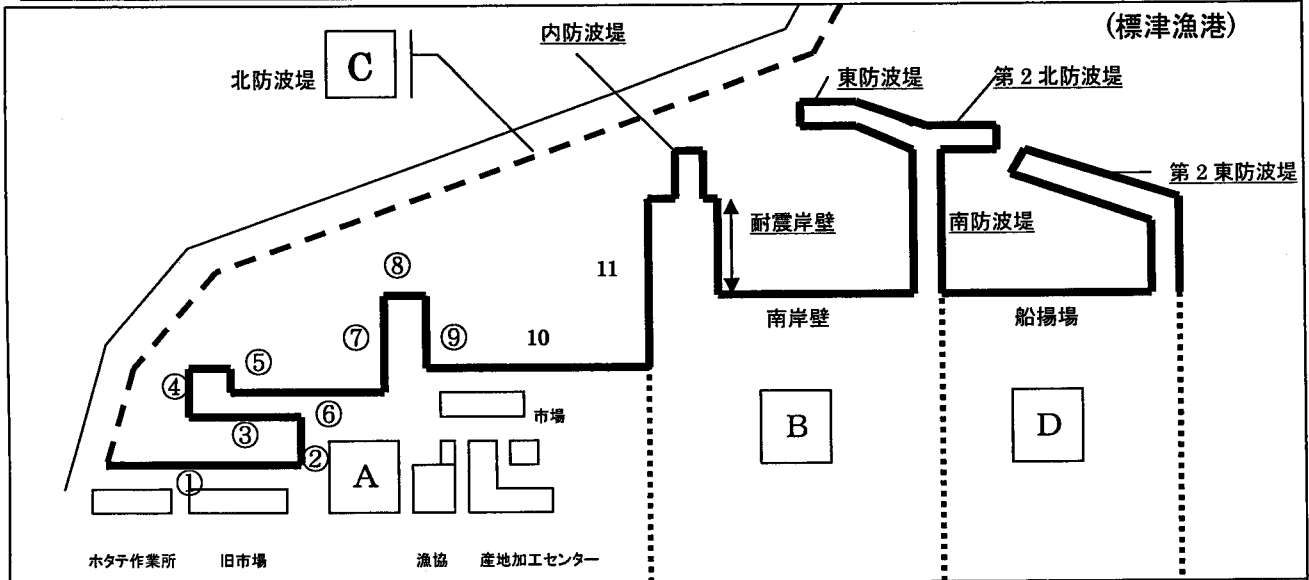 (標津漁港)
内防波堤
北防波堤
C
東防波堤
第2北防波堤
第2東防波堤
耐震岸壁
南防波堤
⑧
11
⑦
⑨
10
南岸壁
船揚場
⑤
④
⑥
市場
③
②
①
A
B
D
ホタテ作業所
旧市場
漁協
産地加工センター